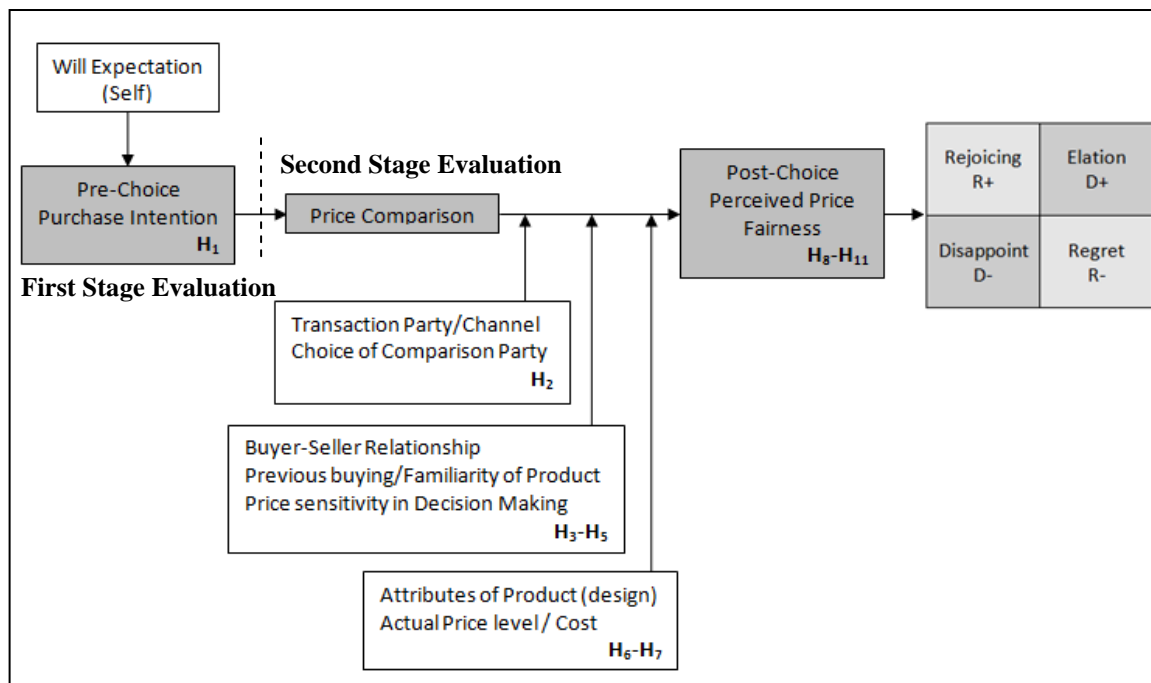 Will Expectation
(Self)
Pre-Choice
Purchase Intention
H₁
First Stage Evaluation
Second Stage Evaluation
Price Comparison
Transaction Party/Channel
Choice of Comparison Party
H₂
Buyer-Seller Relationship
Previous buying/Familiarity of Product
Price sensitivity in Decision Making
H₃-H₅
Attributes of Product (design)
Actual Price level / Cost
H₆-H₇
Post-Choice
Perceived Price
Fairness
H₈-H₁₁
Rejoicing
R+
Elation
D+
Disappoint
D-
Regret
R-